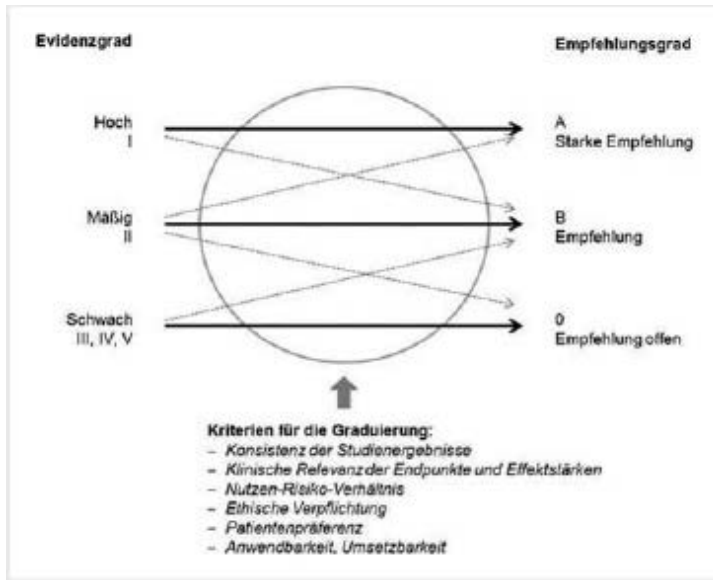 Evidenzgrad
Empfehlungsgrad
Hoch
I
A
Starke Empfehlung
Mäßig
II
B
Empfehlung
Schwach
III, IV, V
0
Empfehlung offen
Kriterien für die Graduierung:
– Konsistenz der Studienergebnisse
– Klinische Relevanz der Endpunkte und Effektstärken
– Nutzen-Risiko-Verhältnis
– Ethische Verpflichtung
– Patientenpräferenz
– Anwendbarkeit, Umsetzbarkeit